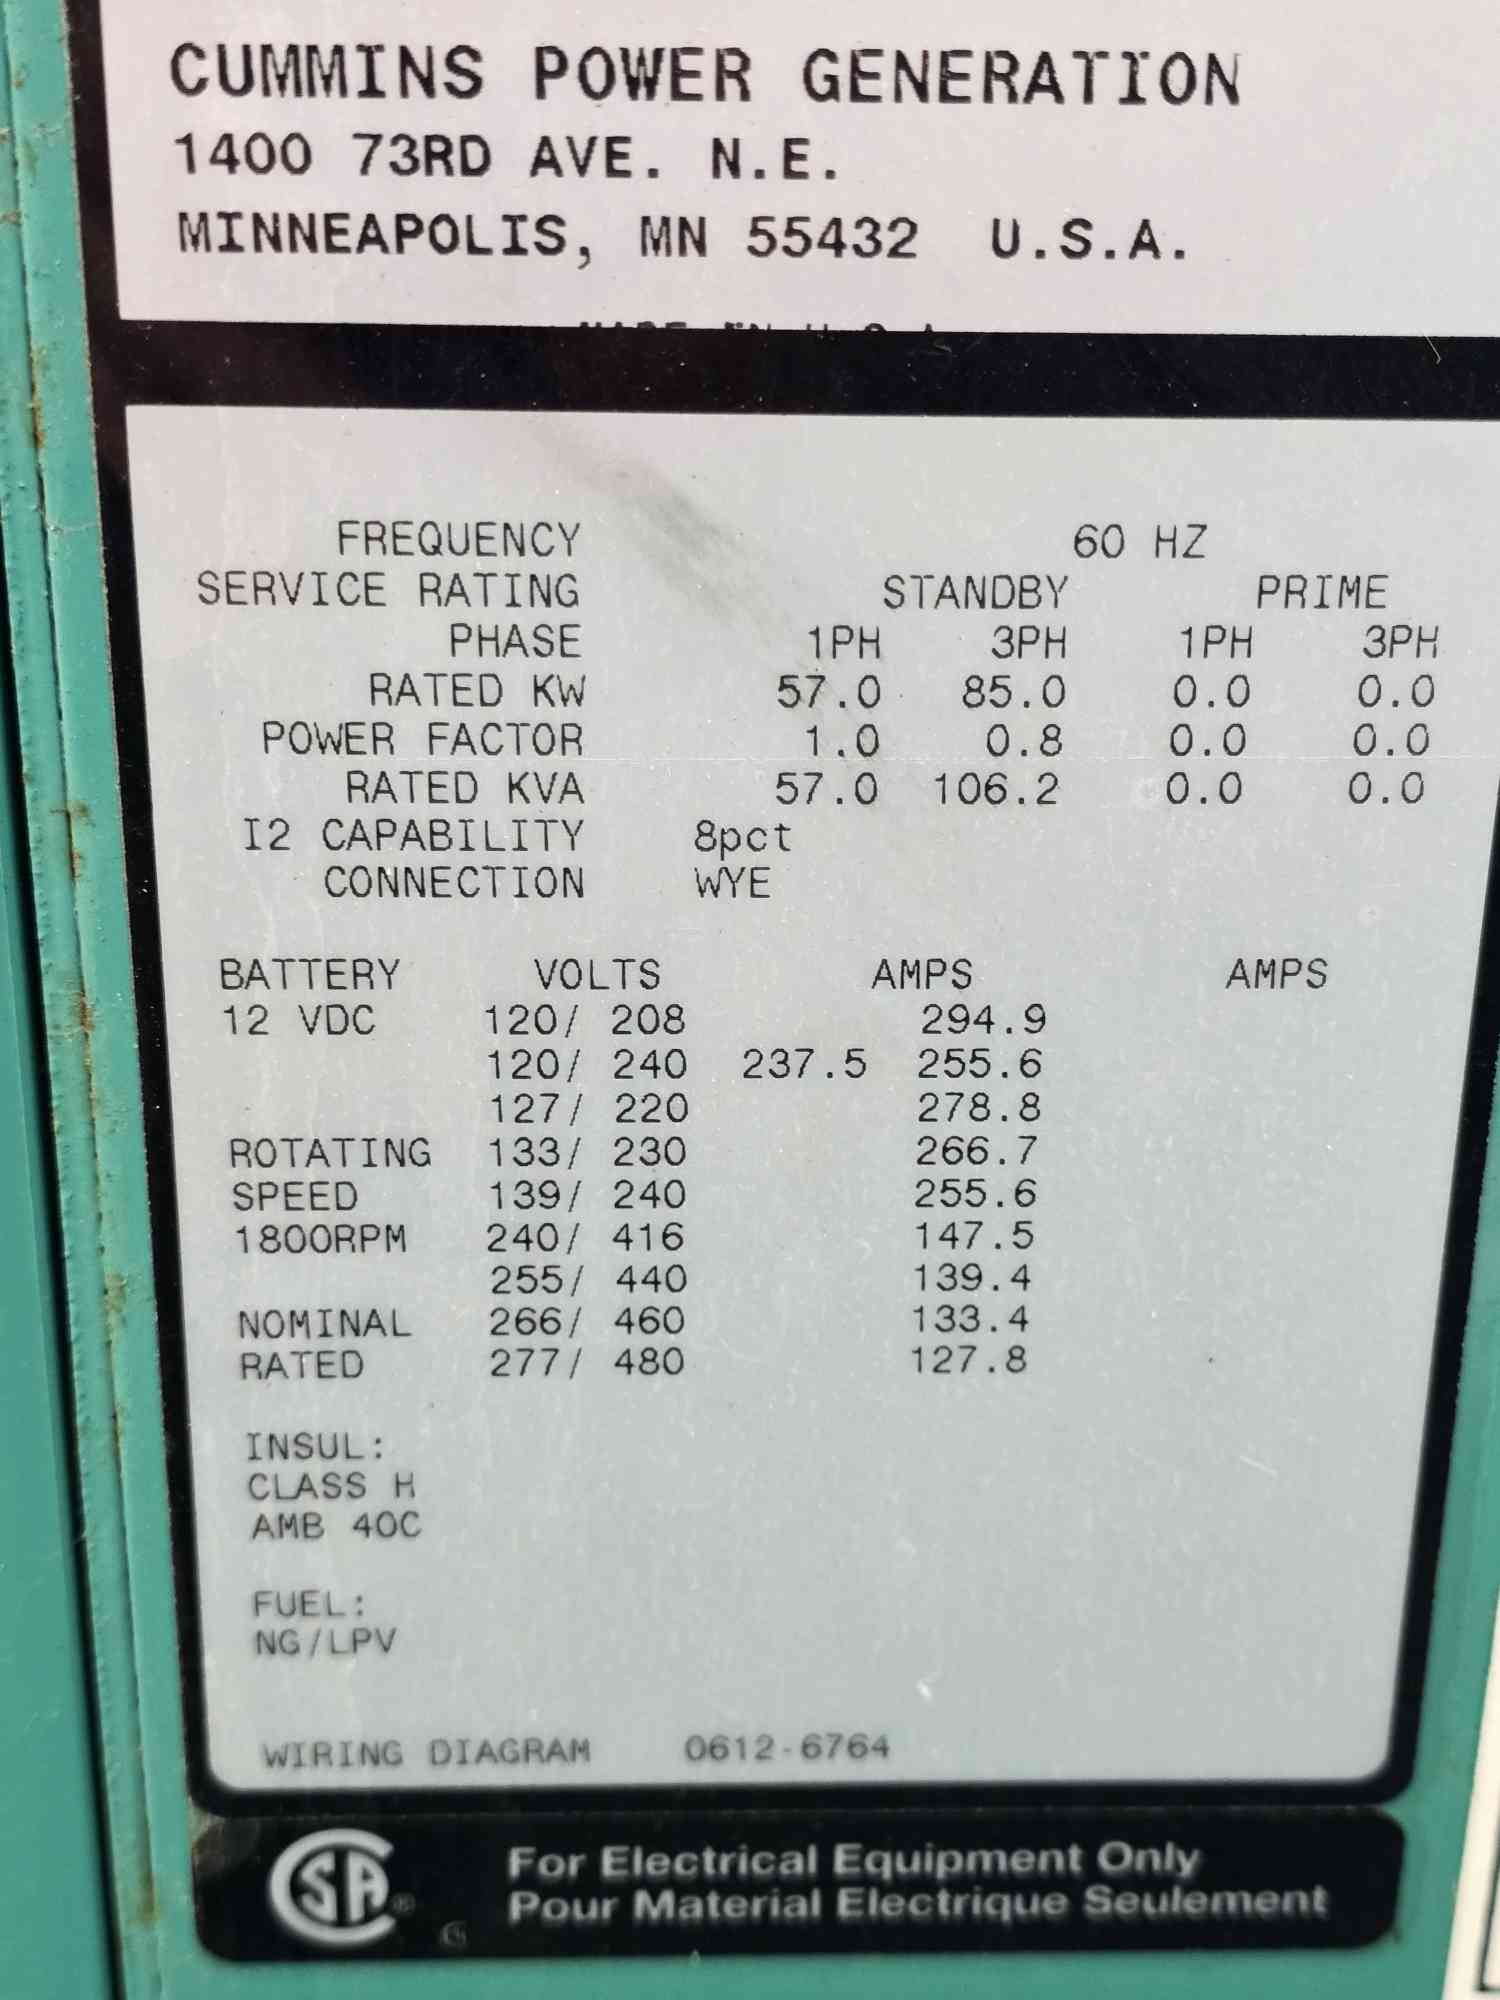 CUMMINS POWER GENERATION
1400 73RD AVE. N.E.
MINNEAPOLIS, MN 55432 U.S.A.
FREQUENCY 60 HZ
SERVICE RATING STANDBY PRIME
PHASE 1PH 3PH 1PH 3PH
RATED KW 57.0 85.0 0.0 0.0
POWER FACTOR 1.0 0.8 0.0 0.0
RATED KVA 57.0 106.2 0.0 0.0
I2 CAPABILITY 8pct
CONNECTION WYE
BATTERY VOLTS AMPS AMPS
12 VDC 120/ 208 294.9
120/ 240 237.5 255.6
127/ 220 278.8
ROTATING 133/ 230 266.7
SPEED 139/ 240 255.6
1800RPM 240/ 416 147.5
255/ 440 139.4
NOMINAL 266/ 460 133.4
RATED 277/ 480 127.8
INSUL:
CLASS H
AMB 40C
FUEL:
NG/LPV
WIRING DIAGRAM 0612-6764
CSA® For Electrical Equipment Only
Pour Material Electrique Seulement